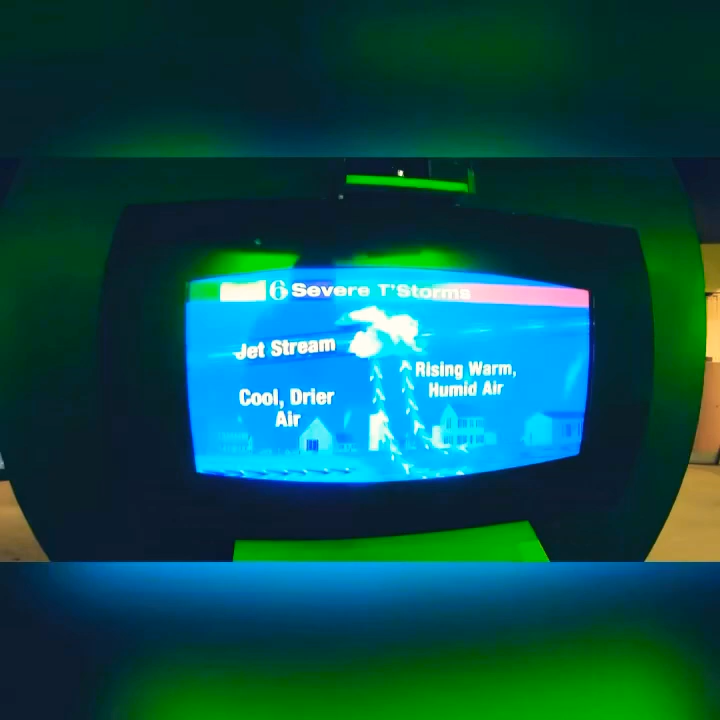 6 Severe T'Storms
Jet Stream
Rising Warm,
Humid Air
Cool, Drier
Air